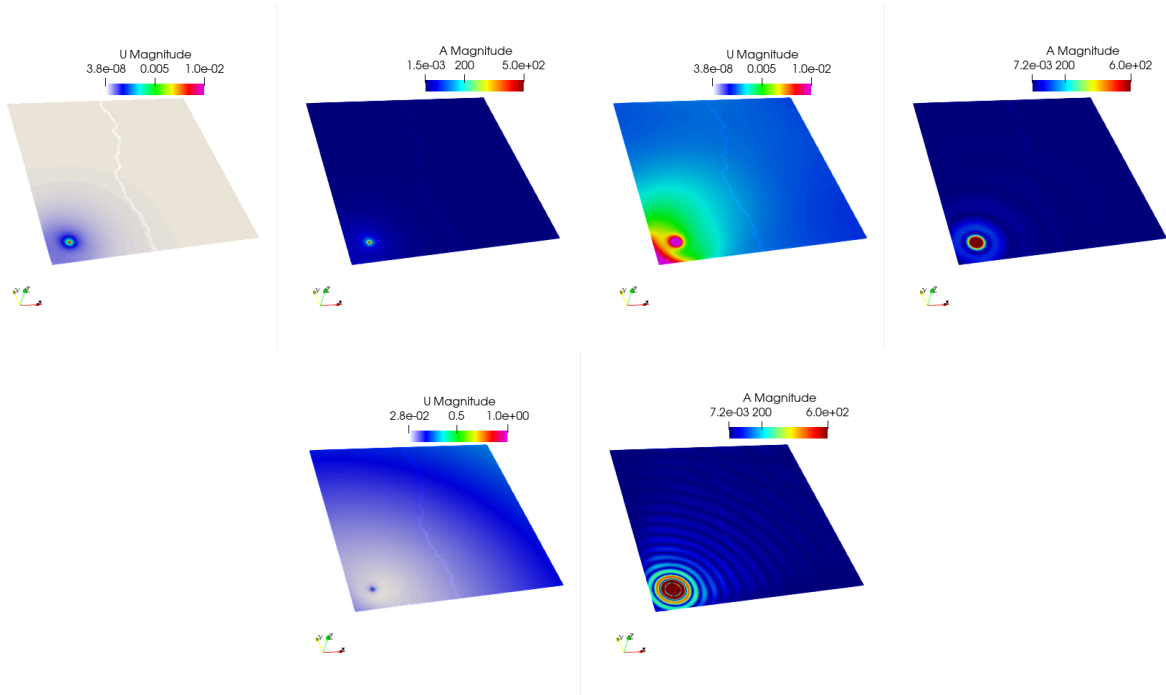 U Magnitude
3.8e-08 0.005 1.0e-02
A Magnitude
1.5e-03 200 5.0e+02
U Magnitude
3.8e-08 0.005 1.0e-02
A Magnitude
7.2e-03 200 6.0e+02
Y Z X
Y Z X
Y Z X
Y Z X
U Magnitude
2.8e-02 0.5 1.0e+00
A Magnitude
7.2e-03 200 6.0e+02
Y Z X
Y Z X